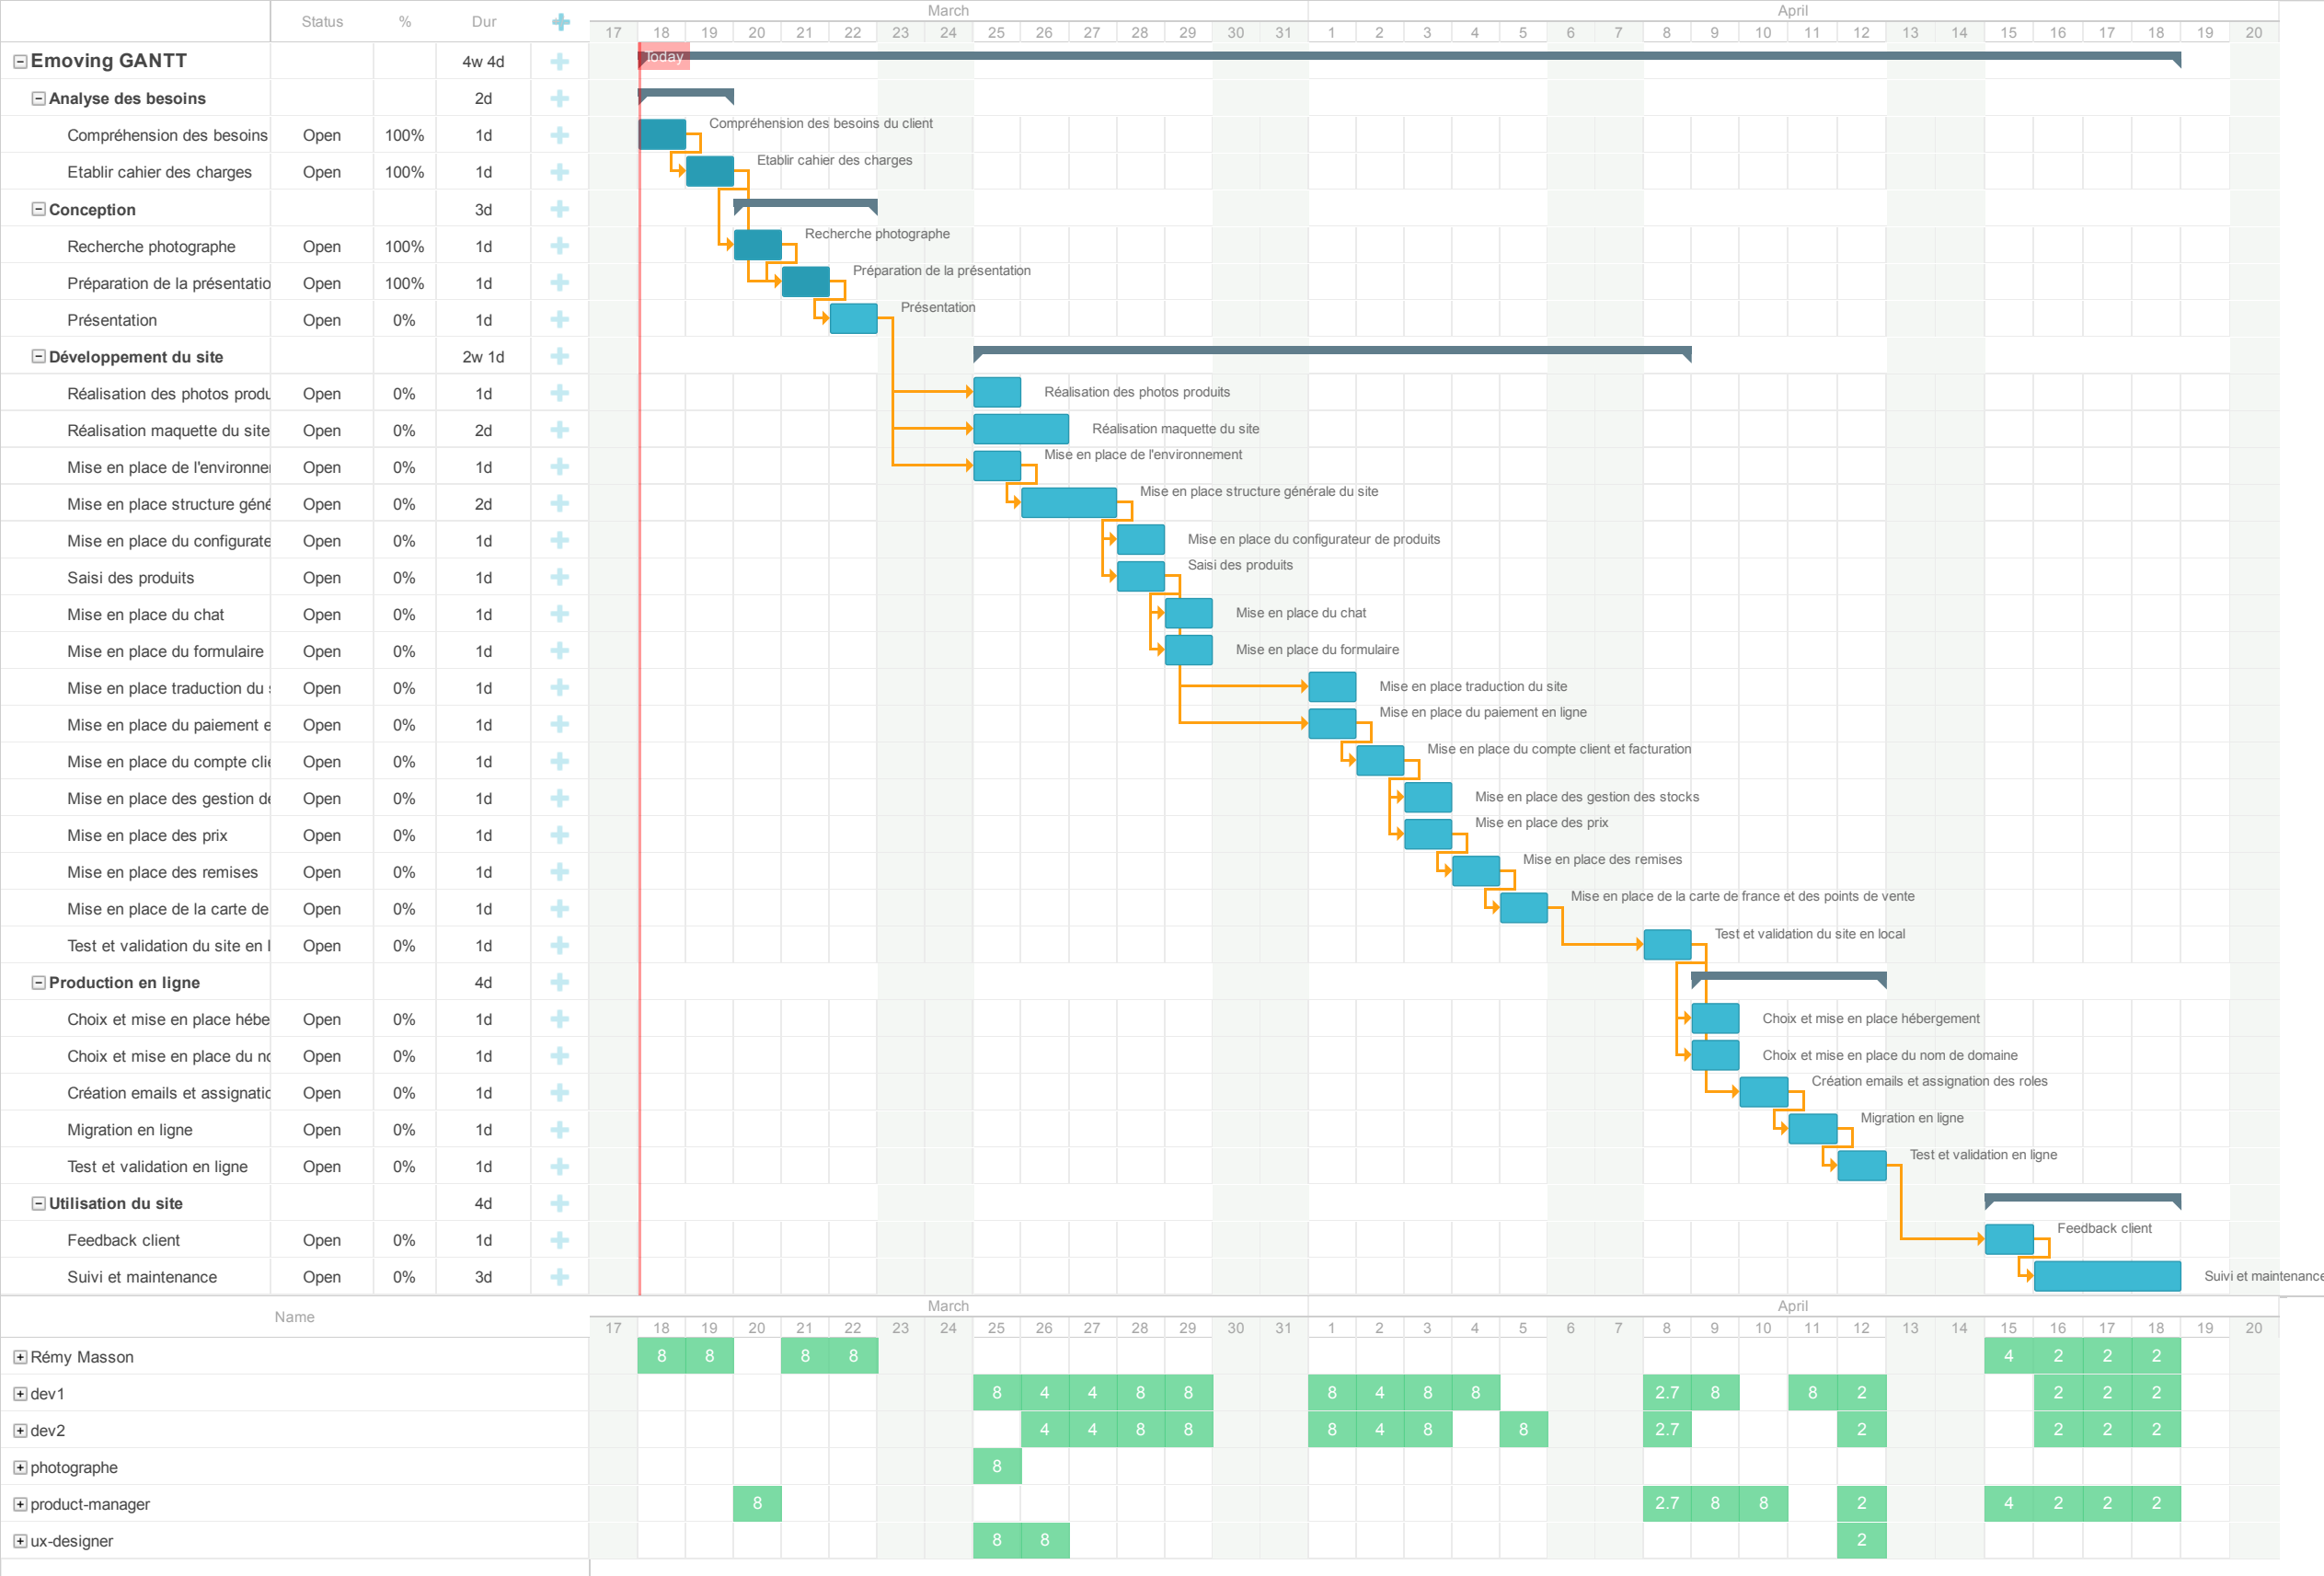 Status % Dur March April
17 18 19 20 21 22 23 24 25 26 27 28 29 30 31 1 2 3 4 5 6 7 8 9 10 11 12 13 14 15 16 17 18 19 20
Emoving GANTT 4w 4d Today
Analyse des besoins 2d
Compréhension des besoins Open 100% 1d Compréhension des besoins du client
Etablir cahier des charges Open 100% 1d Etablir cahier des charges
Conception 3d
Recherche photographe Open 100% 1d Recherche photographe
Préparation de la présentatio Open 100% 1d Préparation de la présentation
Présentation Open 0% 1d Présentation
Développement du site 2w 1d
Réalisation des photos produ Open 0% 1d Réalisation des photos produits
Réalisation maquette du site Open 0% 2d Réalisation maquette du site
Mise en place de l'environne Open 0% 1d Mise en place de l'environnement
Mise en place structure géné Open 0% 2d Mise en place structure générale du site
Mise en place du configurate Open 0% 1d Mise en place du configurateur de produits
Saisi des produits Open 0% 1d Saisi des produits
Mise en place du chat Open 0% 1d Mise en place du chat
Mise en place du formulaire Open 0% 1d Mise en place du formulaire
Mise en place traduction du s Open 0% 1d Mise en place traduction du site
Mise en place du paiement e Open 0% 1d Mise en place du paiement en ligne
Mise en place du compte clie Open 0% 1d Mise en place du compte client et facturation
Mise en place des gestion de Open 0% 1d Mise en place des gestion des stocks
Mise en place des prix Open 0% 1d Mise en place des prix
Mise en place des remises Open 0% 1d Mise en place des remises
Mise en place de la carte de Open 0% 1d Mise en place de la carte de france et des points de vente
Test et validation du site en l Open 0% 1d Test et validation du site en local
Production en ligne 4d
Choix et mise en place hébe Open 0% 1d Choix et mise en place hébergement
Choix et mise en place du no Open 0% 1d Choix et mise en place du nom de domaine
Création emails et assignatio Open 0% 1d Création emails et assignation des roles
Migration en ligne Open 0% 1d Migration en ligne
Test et validation en ligne Open 0% 1d Test et validation en ligne
Utilisation du site 4d
Feedback client Open 0% 1d Feedback client
Suivi et maintenance Open 0% 3d Suivi et maintenance
Name March April
17 18 19 20 21 22 23 24 25 26 27 28 29 30 31 1 2 3 4 5 6 7 8 9 10 11 12 13 14 15 16 17 18 19 20
Rémy Masson 8 8 8 8 4 2 2 2
dev1 8 4 4 8 8 8 4 8 8 2.7 8 8 2 2 2 2
dev2 4 4 8 8 8 4 8 8 2.7 2 2 2 2
photographe 8
product-manager 8 2.7 8 8 2 4 2 2 2
ux-designer 8 8 2